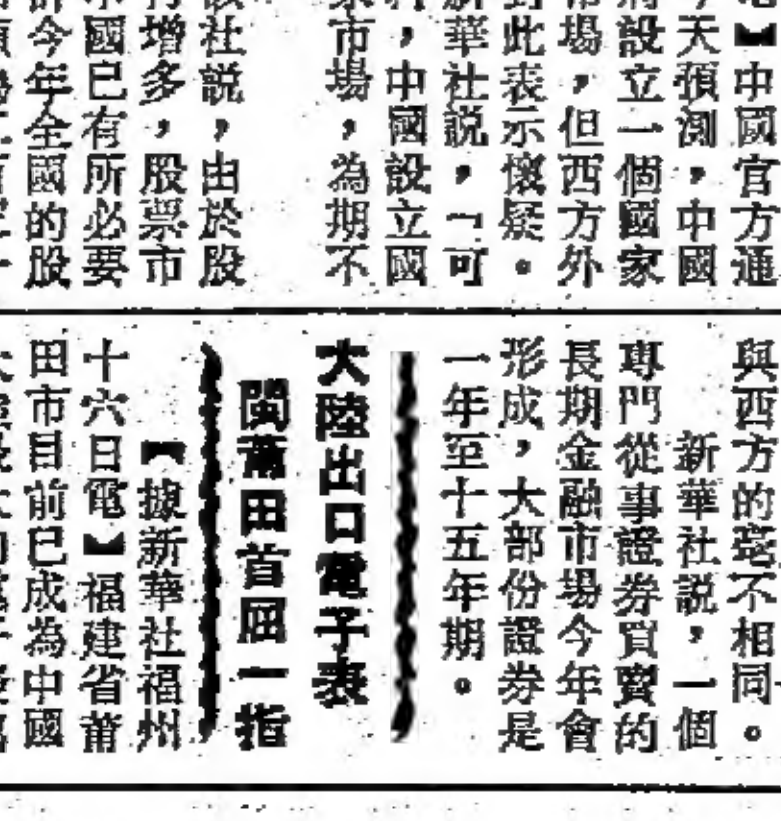 中國官方通
今天預測，中國
將設立一個國家
場，但西方外
對此表示懷疑。
新華社説，「可
，中國設立國
市場，為期不
該社説，由於股
增多，股票市
國已有所必要
今年全國的股
與西方的毫不相同。
新華社説，一個
專門從事證券買賣的
長期金融市場今年會
形成，大部份證券是
一年至十五年期。
大陸出口電子表
閩莆田首屈一指
【據新華社福州
十六日電】福建省莆
田市目前已成為中國